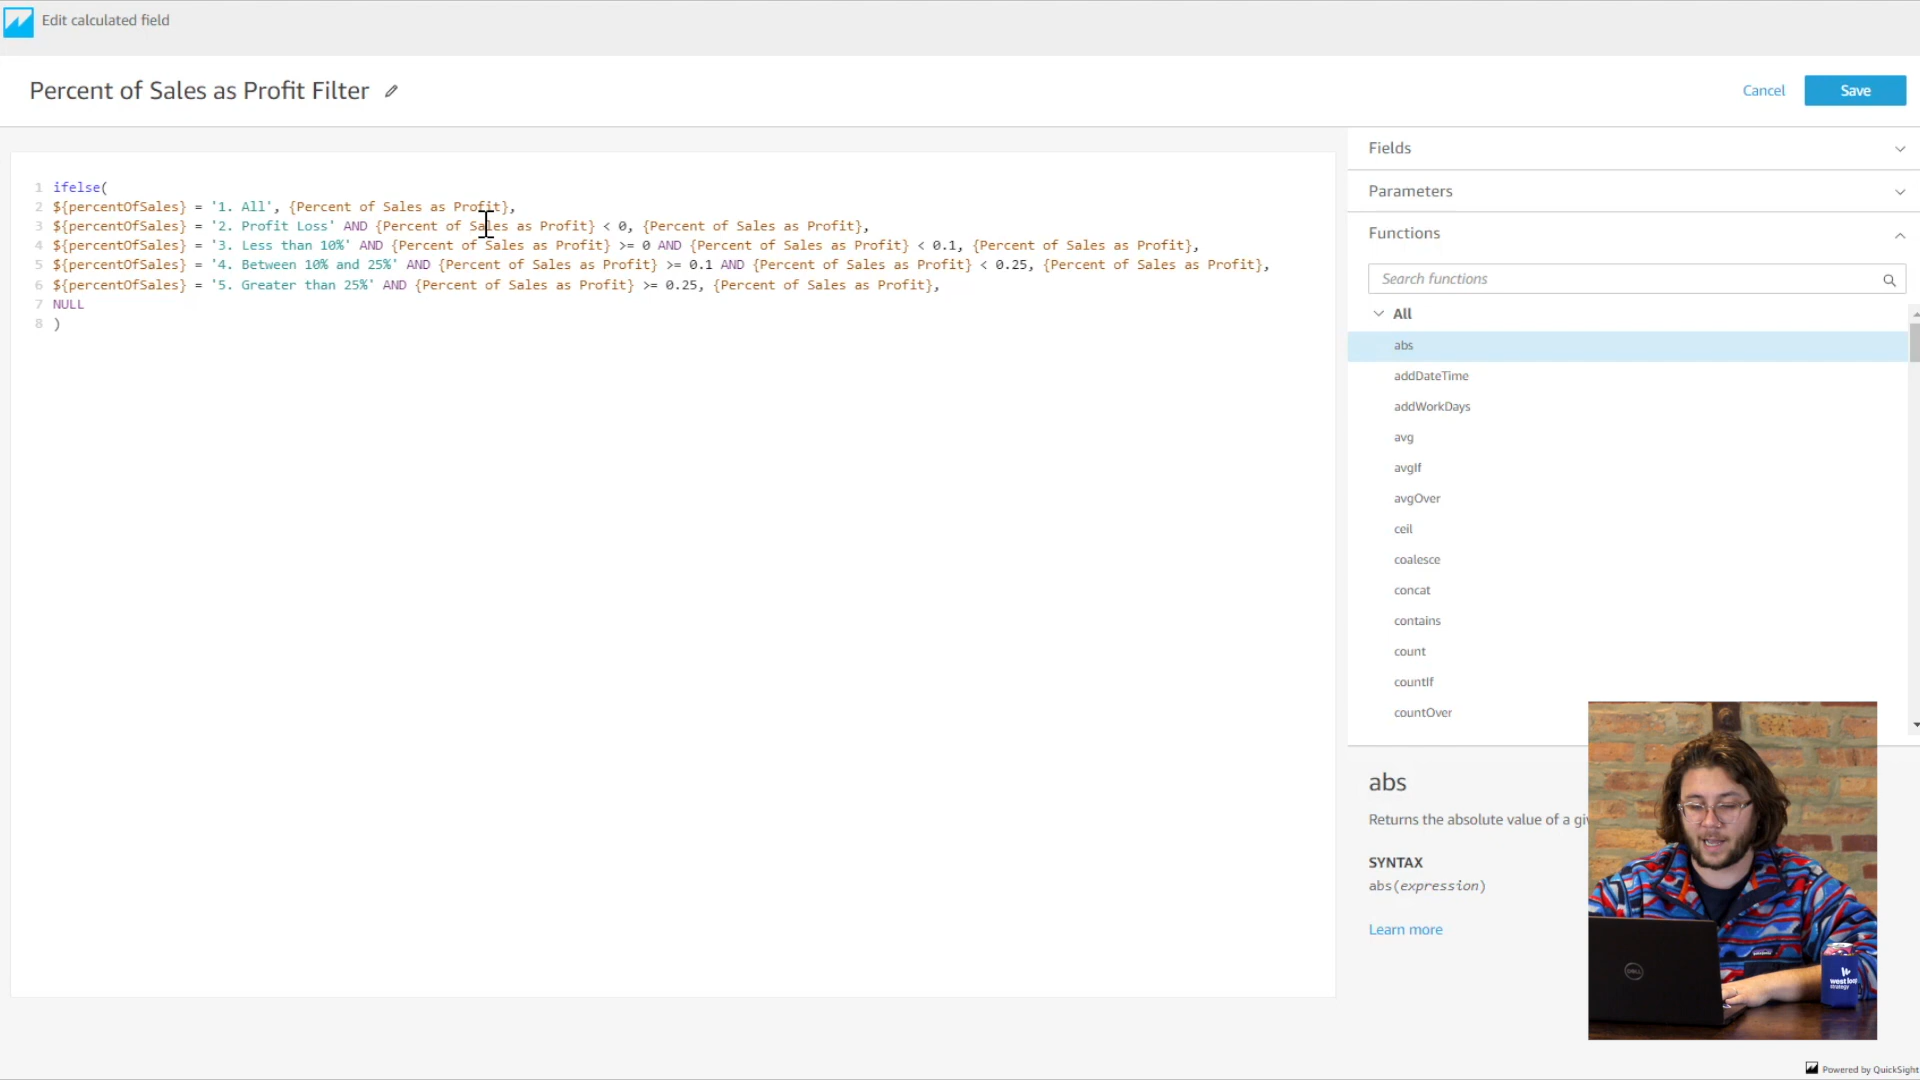 Edit calculated field
Percent of Sales as Profit Filter
Cancel
Save
1 ifelse(
2 ${percentOfSales} = '1. All', {Percent of Sales as Profit},
3 ${percentOfSales} = '2. Profit Loss' AND {Percent of Sales as Profit} < 0, {Percent of Sales as Profit},
4 ${percentOfSales} = '3. Less than 10%' AND {Percent of Sales as Profit} >= 0 AND {Percent of Sales as Profit} < 0.1, {Percent of Sales as Profit},
5 ${percentOfSales} = '4. Between 10% and 25%' AND {Percent of Sales as Profit} >= 0.1 AND {Percent of Sales as Profit} < 0.25, {Percent of Sales as Profit},
6 ${percentOfSales} = '5. Greater than 25%' AND {Percent of Sales as Profit} >= 0.25, {Percent of Sales as Profit},
7 NULL
8 )
Fields
Parameters
Functions
Search functions
All
abs
addDateTime
addWorkDays
avg
avgIf
avgOver
ceil
coalesce
concat
contains
count
countIf
countOver
abs
Returns the absolute value of a gi
SYNTAX
abs(expression)
Learn more
DELL
west loop
strategy
Powered by QuickSight